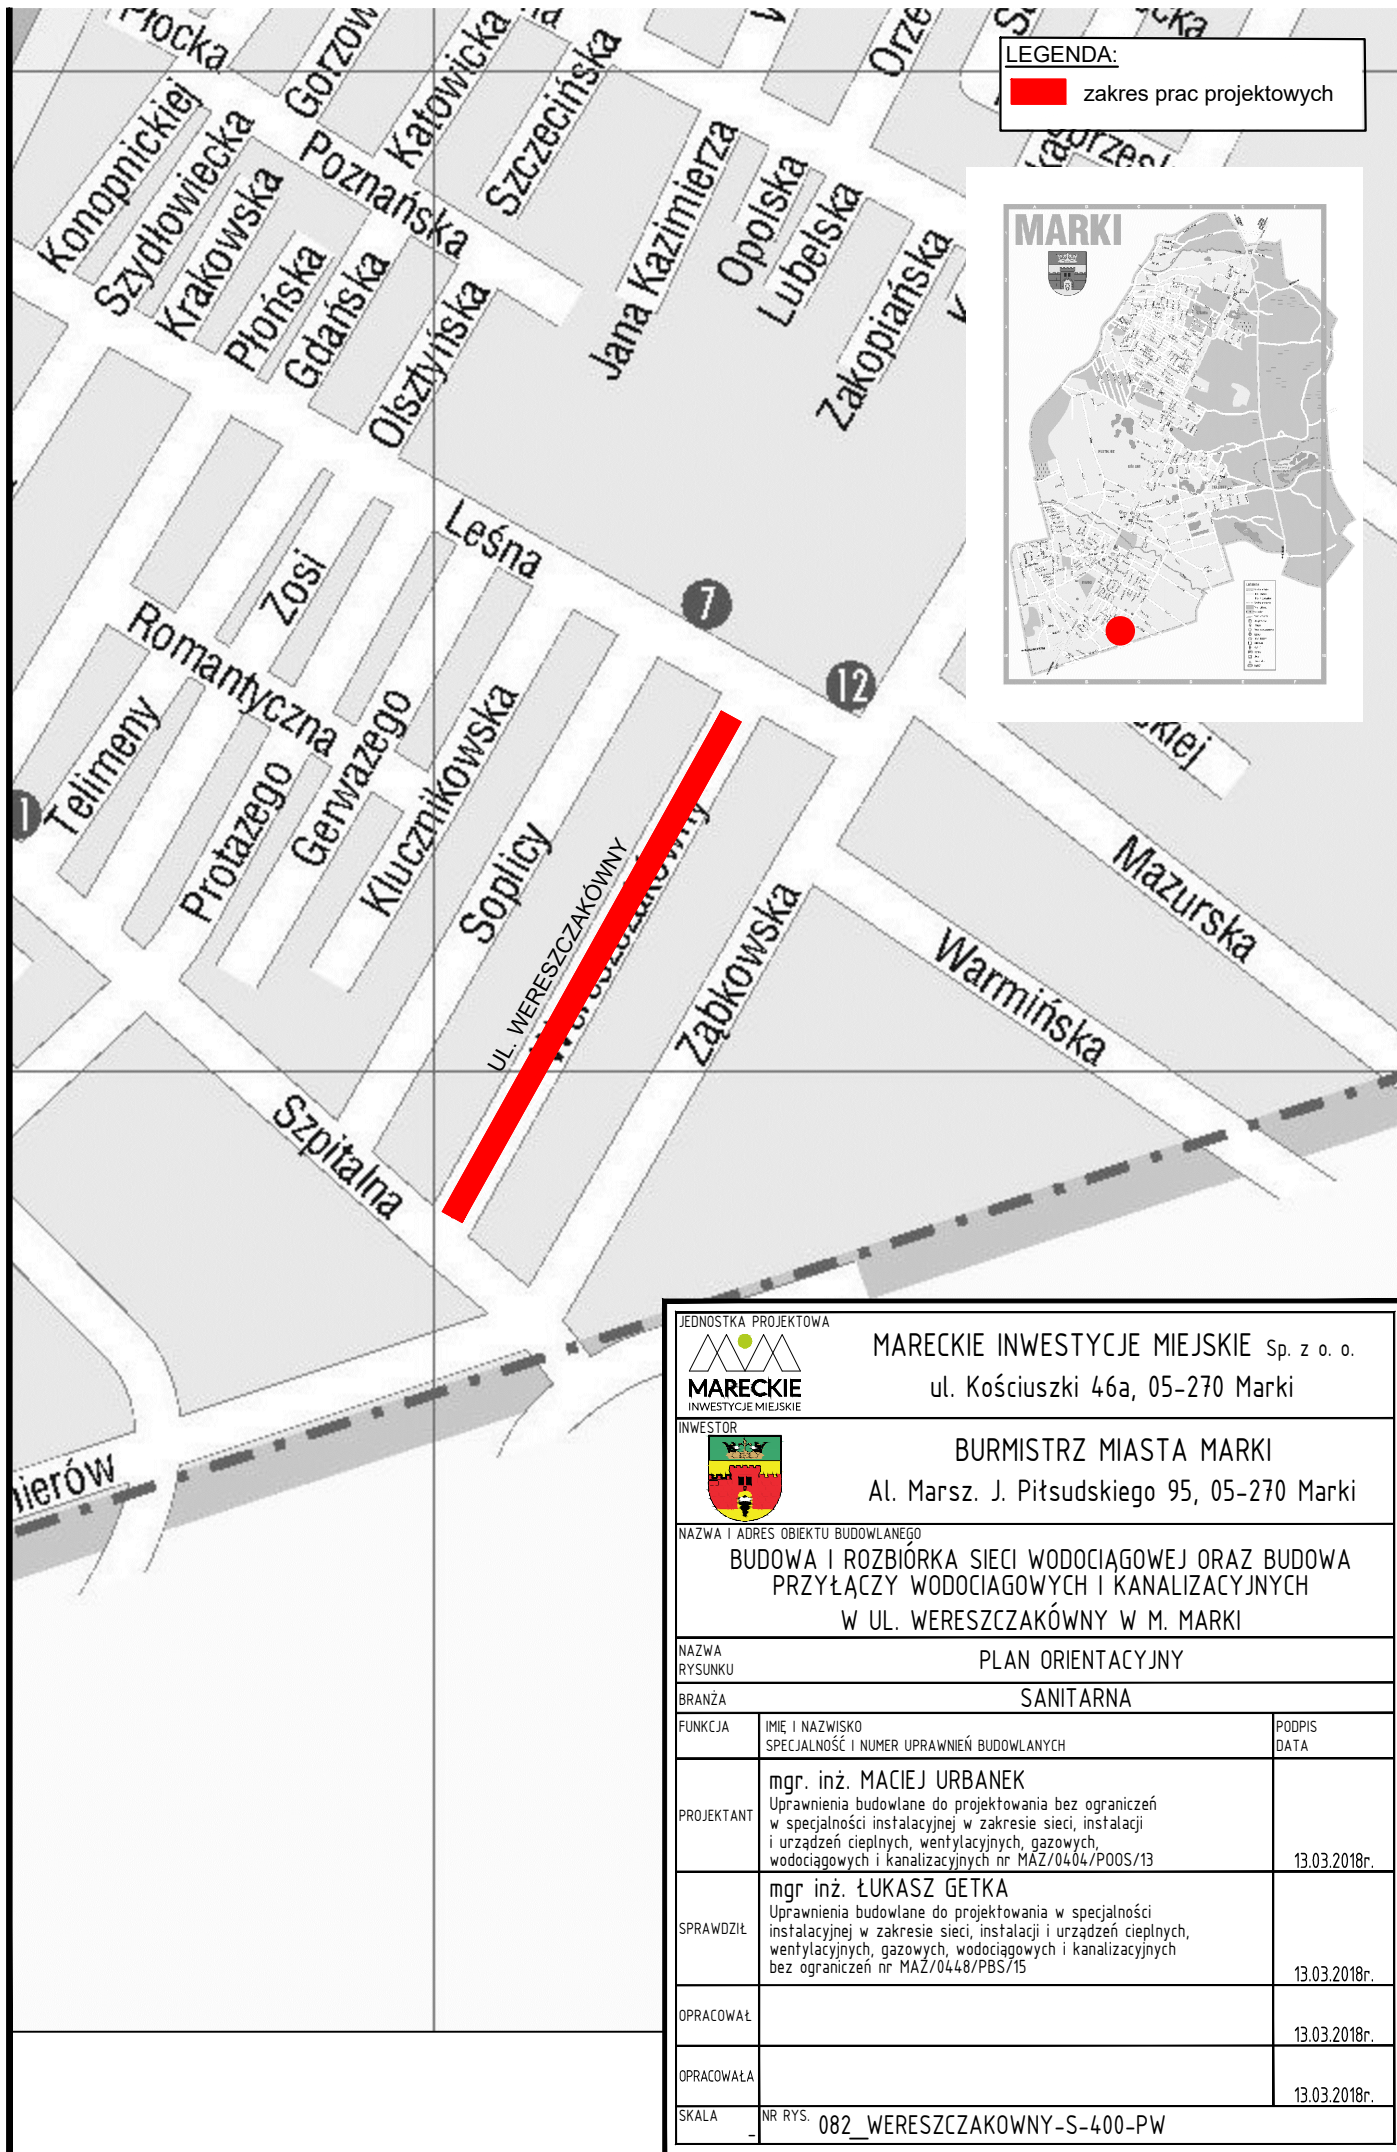 Płocka
Konopnickiej
Szydłowiecka
Krakowska
Płońska
Gdańska
Olsztyńska
Poznańska
Katowicka
Szczecińska
Jana Kazimierza
Opolska
Lubelska
Zakopiańska
LEGENDA:
zakres prac projektowych
MARKI
Leśna
7
12
1
Zosi
Romantyczna
Telimeny
Protazego
Gerwazego
Klucznikowska
Soplicy
UL. WERESZCZAKÓWNY
Ząbkowska
Mazurska
Warmińska
Szpitalna
JEDNOSTKA PROJEKTOWA
MARECKIE
INWESTYCJE MIEJSKIE
MARECKIE INWESTYCJE MIEJSKIE Sp. z o. o.
ul. Kościuszki 46a, 05-270 Marki
INWESTOR
BURMISTRZ MIASTA MARKI
Al. Marsz. J. Piłsudskiego 95, 05-270 Marki
NAZWA I ADRES OBIEKTU BUDOWLANEGO
BUDOWA I ROZBIÓRKA SIECI WODOCIĄGOWEJ ORAZ BUDOWA
PRZYŁĄCZY WODOCIAGOWYCH I KANALIZACYJNYCH
W UL. WERESZCZAKÓWNY W M. MARKI
NAZWA
RYSUNKU
PLAN ORIENTACYJNY
BRANŻA
SANITARNA
FUNKCJA
IMIĘ I NAZWISKO
SPECJALNOŚĆ I NUMER UPRAWNIEŃ BUDOWLANYCH
PODPIS
DATA
PROJEKTANT
mgr. inż. MACIEJ URBANEK
Uprawnienia budowlane do projektowania bez ograniczeń
w specjalności instalacyjnej w zakresie sieci, instalacji
i urządzeń cieplnych, wentylacyjnych, gazowych,
wodociągowych i kanalizacyjnych nr MAZ/0404/POOS/13
13.03.2018r.
SPRAWDZIŁ
mgr inż. ŁUKASZ GETKA
Uprawnienia budowlane do projektowania w specjalności
instalacyjnej w zakresie sieci, instalacji i urządzeń cieplnych,
wentylacyjnych, gazowych, wodociągowych i kanalizacyjnych
bez ograniczeń nr MAZ/0448/PBS/15
13.03.2018r.
OPRACOWAŁ
13.03.2018r.
OPRACOWAŁA
13.03.2018r.
SKALA
-
NR RYS. 082_WERESZCZAKOWNY-S-400-PW